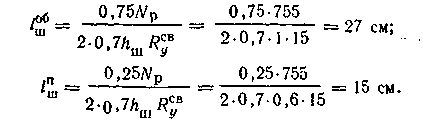 l_ш^об = 0,75N_р / 2·0,7h_ш R_у^св = 0,75·755 / 2·0,7·1·15 = 27 см;
l_ш^п = 0,25N_р / 2·0,7h_ш R_у^св = 0,25·755 / 2·0,7·0,6·15 = 15 см.